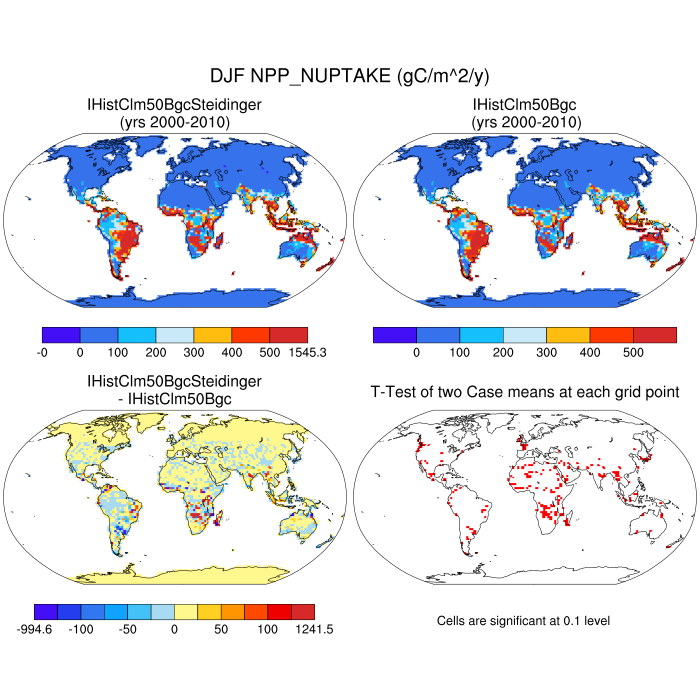 DJF NPP_NUPTAKE (gC/m^2/y)
IHistClm50BgcSteidinger
(yrs 2000-2010)
IHistClm50Bgc
(yrs 2000-2010)
-0 0 100 200 300 400 500 1545.3
0 100 200 300 400 500
IHistClm50BgcSteidinger
- IHistClm50Bgc
T-Test of two Case means at each grid point
-994.6 -100 -50 0 50 100 1241.5
Cells are significant at 0.1 level